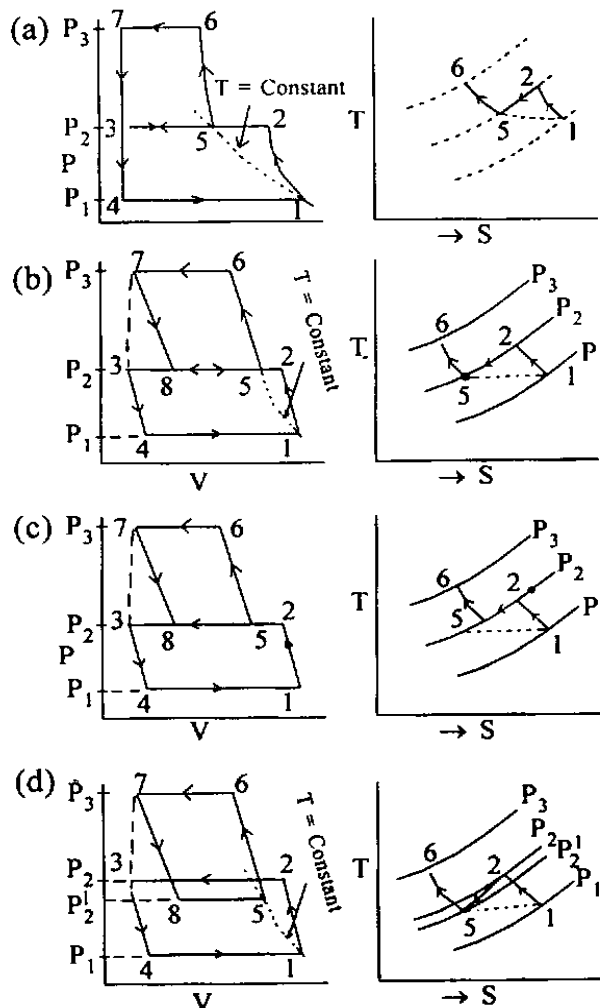 (a)
P₃
7
6
T = Constant
P₂
3
5
2
P
P₁
4
1
V
T
6
2
5
1
→ S
(b)
P₃
7
6
T = Constant
P₂
3
8
5
2
P₁
4
1
V
T
P₃
6
2
P₂
P
5
1
→ S
(c)
P₃
7
6
P₂
3
8
5
2
P
P₁
4
1
V
T
P₃
6
2
P₂
P
5
1
→ S
(d)
P₃
7
6
T = Constant
P₂
3
2
P₂¹
8
5
P₁
4
1
V
T
P₃
6
2
P₂
P₂¹
P₁
5
1
→ S